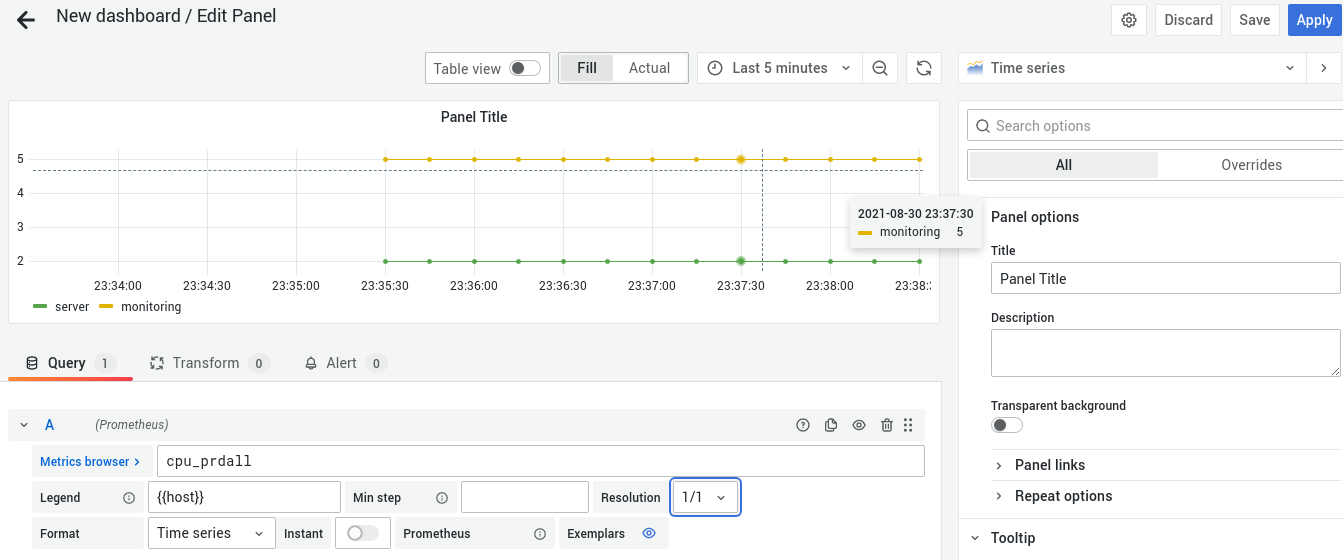 New dashboard / Edit Panel
Discard Save Apply
Table view Fill Actual Last 5 minutes Time series
Panel Title
5
4
3
2
23:34:00 23:34:30 23:35:00 23:35:30 23:36:00 23:36:30 23:37:00 23:37:30 23:38:00 23:38:
server monitoring
2021-08-30 23:37:30
monitoring 5
Query 1 Transform 0 Alert 0
A (Prometheus)
Metrics browser > cpu_prdall
Legend {{host}} Min step Resolution 1/1
Format Time series Instant Prometheus Exemplars
Search options
All Overrides
Panel options
Title
Panel Title
Description
Transparent background
Panel links
Repeat options
Tooltip